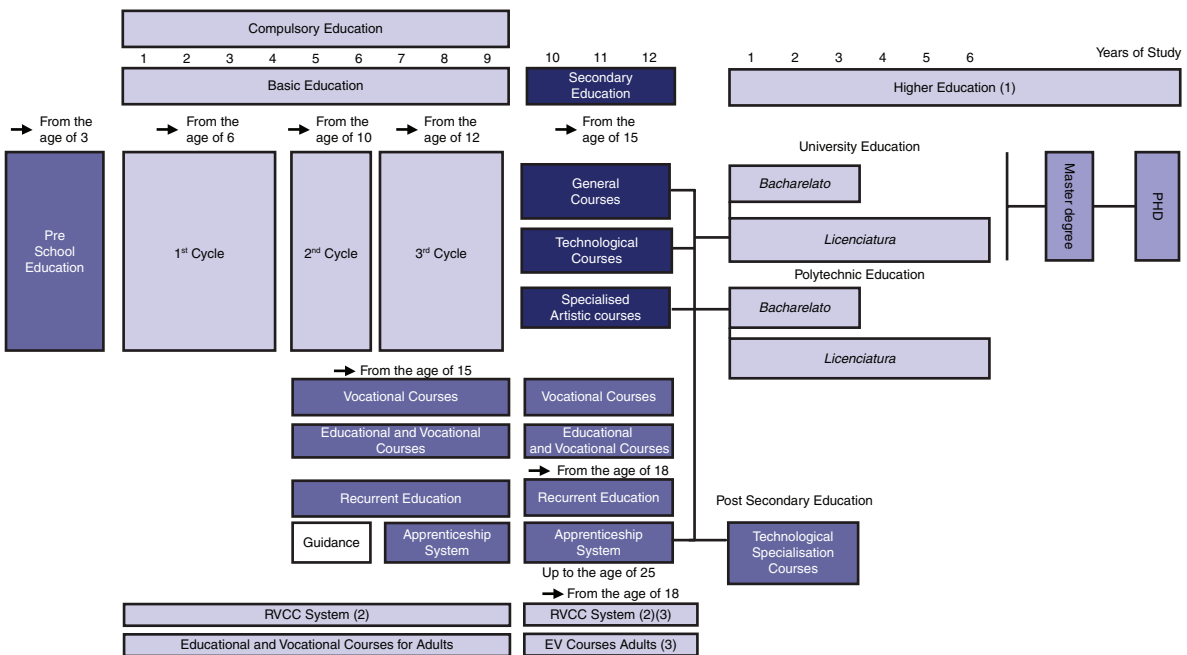 Compulsory Education
1 2 3 4 5 6 7 8 9
10 11 12
1 2 3 4 5 6
Years of Study
Basic Education
Secondary
Education
Higher Education (1)
From the
age of 3
From the
age of 6
From the
age of 10
From the
age of 12
From the
age of 15
Pre
School
Education
1st Cycle
2nd Cycle
3rd Cycle
General
Courses
Technological
Courses
Specialised
Artistic courses
University Education
Bacharelato
Licenciatura
Polytechnic Education
Bacharelato
Licenciatura
Master degree
PHD
From the age of 15
Vocational Courses
Vocational Courses
Educational and Vocational
Courses
Educational
and Vocational Courses
From the age of 18
Recurrent Education
Recurrent Education
Guidance
Apprenticeship
System
Apprenticeship
System
Up to the age of 25
Post Secondary Education
Technological
Specialisation
Courses
From the age of 18
RVCC System (2)
RVCC System (2)(3)
Educational and Vocational Courses for Adults
EV Courses Adults (3)